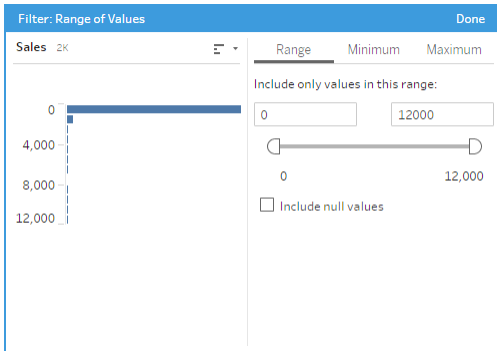 Filter: Range of Values Done
Sales 2K
Range Minimum Maximum
Include only values in this range:
0 12000
0 12,000
Include null values
0
4,000
8,000
12,000